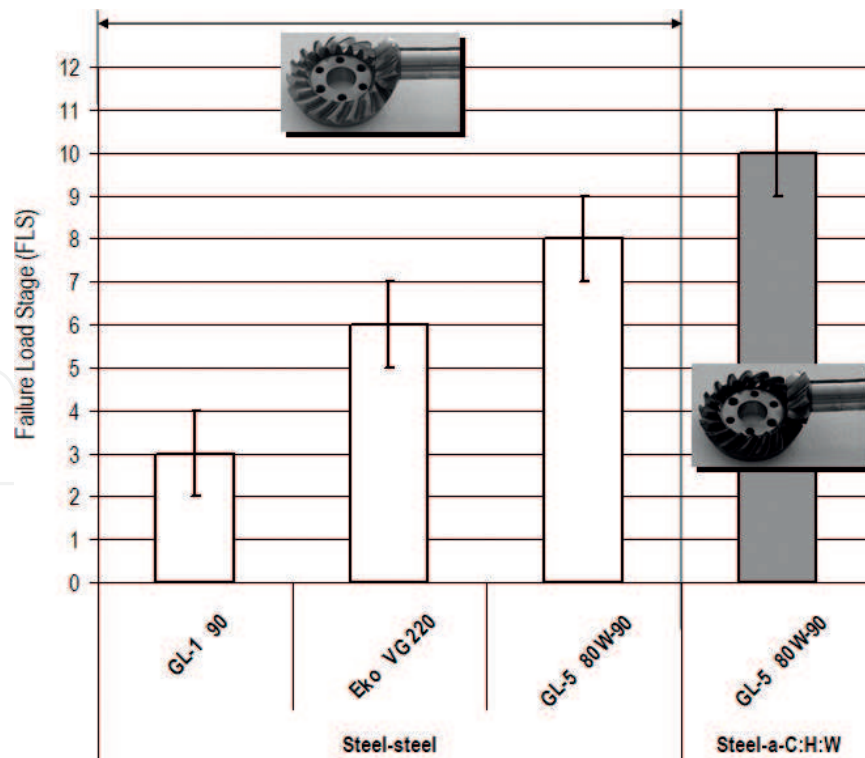 Failure Load Stage (FLS)
12
11
10
9
8
7
6
5
4
3
2
1
0
GL-1 90
Eko VG 220
GL-5 80W-90
GL-5 80W-90
Steel-steel
Steel-a-C:H:W